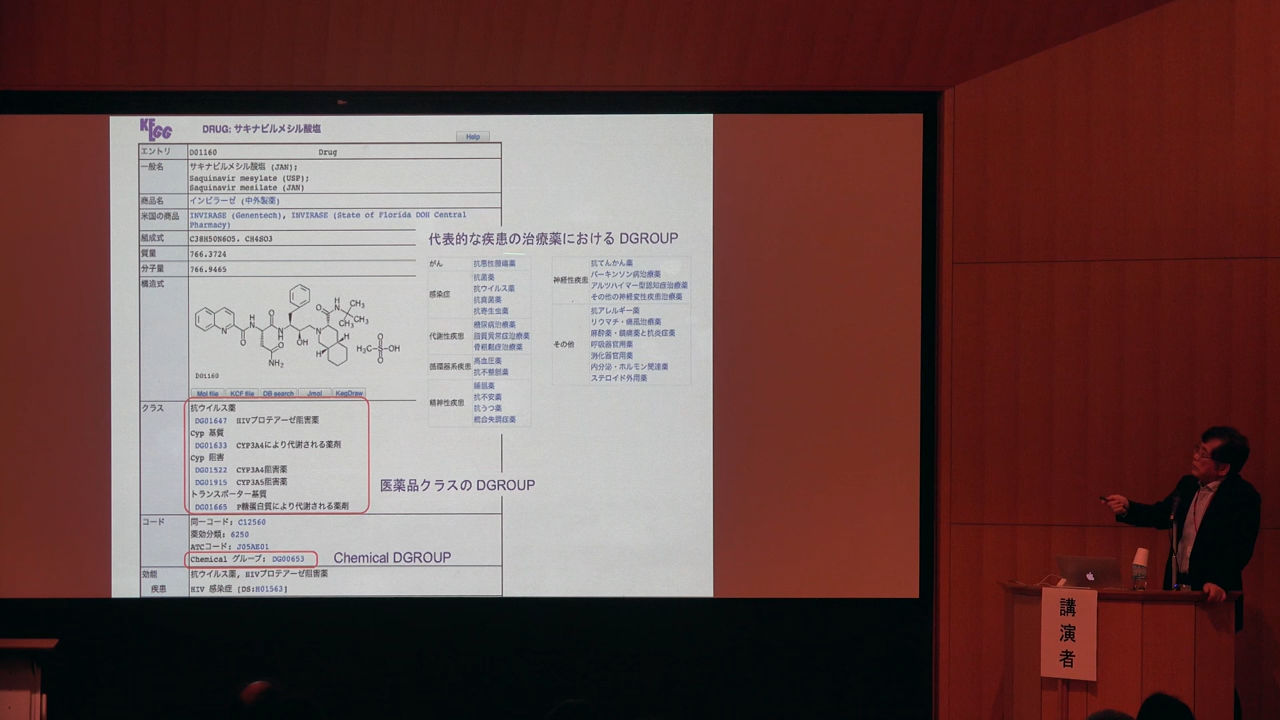 KEGG
DRUG: サキナビルメシル酸塩
Help
エントリ D01160 Drug
一般名 サキナビルメシル酸塩 (JAN);
Saquinavir mesylate (USP);
Saquinavir mesilate (JAN)
商品名 インビラーゼ (中外製薬)
米国の商品 INVIRASE (Genentech), INVIRASE (State of Florida DOH Central
Pharmacy)
組成式 C38H50N6O5. CH4SO3
質量 766.3724
分子量 766.9465
構造式
D01160
Mol file KCF file DB search Jmol KegDraw
クラス 抗ウイルス薬
DG01647 HIVプロテアーゼ阻害薬
Cyp 基質
DG01633 CYP3A4により代謝される薬剤
Cyp 阻害
DG01522 CYP3A4阻害薬
DG01915 CYP3A5阻害薬
トランスポーター基質
DG01665 P糖蛋白質により代謝される薬剤
コード 同一コード: C12560
薬効分類: 6250
ATCコード: J05AE01
Chemical グループ: DG00653
効能 抗ウイルス薬, HIVプロテアーゼ阻害薬
疾患 HIV 感染症 [DS:H01563]
代表的な疾患の治療薬における DGROUP
がん 抗悪性腫瘍薬
感染症
抗菌薬
抗ウイルス薬
抗真菌薬
抗寄生虫薬
代謝性疾患
糖尿病治療薬
脂質異常症治療薬
骨粗鬆症治療薬
循環器系疾患
高血圧薬
抗不整脈薬
精神性疾患
睡眠薬
抗不安薬
抗うつ薬
統合失調症薬
神経性疾患
抗てんかん薬
パーキンソン病治療薬
アルツハイマー型認知症治療薬
その他の神経変性疾患治療薬
その他
抗アレルギー薬
リウマチ・痛風治療薬
麻酔薬・鎮痛薬と抗炎症薬
呼吸器官用薬
消化器官用薬
内分泌・ホルモン関連薬
ステロイド外用薬
医薬品クラスの DGROUP
Chemical DGROUP
講演者